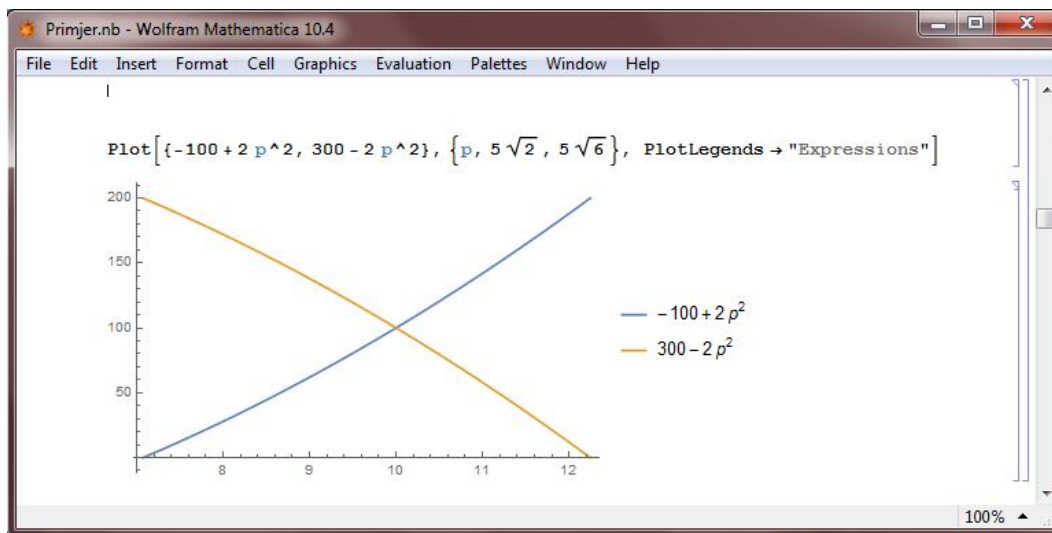 Primjer.nb - Wolfram Mathematica 10.4
File Edit Insert Format Cell Graphics Evaluation Palettes Window Help
Plot[{-100 + 2 p^2, 300 - 2 p^2}, {p, 5 √2, 5 √6}, PlotLegends → "Expressions"]
200
150
100
50
8 9 10 11 12
-100 + 2 p²
300 - 2 p²
100%